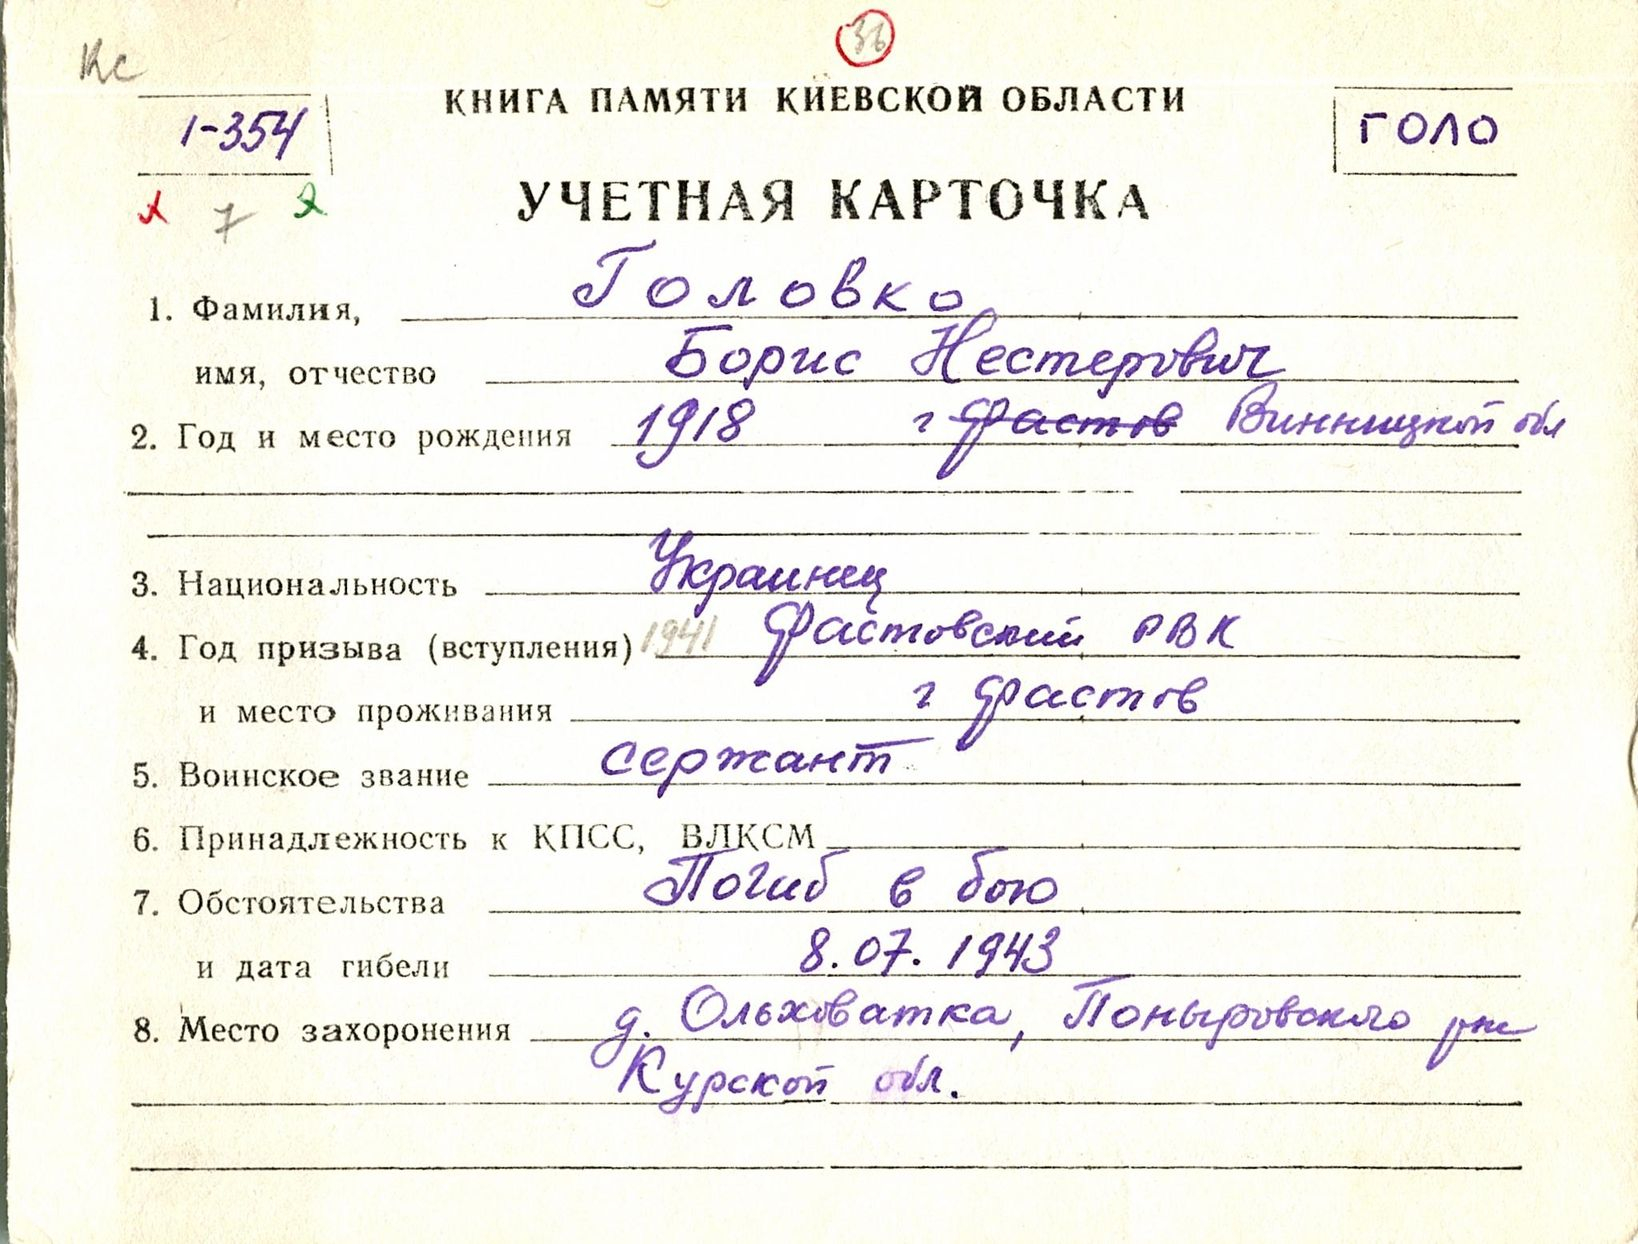 36
Кс
КНИГА ПАМЯТИ КИЕВСКОЙ ОБЛАСТИ
1-354
ГОЛО
УЧЕТНАЯ КАРТОЧКА
7
1. Фамилия, Головко
имя, отчество Борис Нестерович
2. Год и место рождения 1918 г Фастов Винницкой обл
3. Национальность Украинец
4. Год призыва (вступления) 1941 Фастовский РВК
и место проживания г Фастов
5. Воинское звание сержант
6. Принадлежность к КПСС, ВЛКСМ
7. Обстоятельства Погиб в бою
и дата гибели 8.07.1943
8. Место захоронения д. Ольховатка, Поныровского рна
Курской обл.